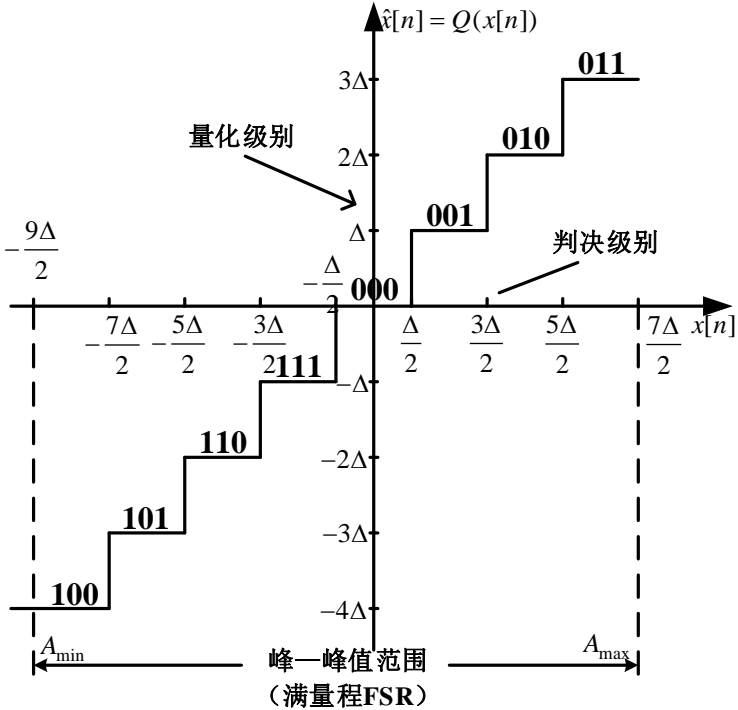 x̂[n] = Q(x[n])
011
3Δ
量化级别
010
2Δ
001
Δ
判决级别
-9Δ/2
-Δ/2
000
x[n]
-7Δ/2
-5Δ/2
-3Δ/2
Δ/2
3Δ/2
5Δ/2
7Δ/2
111
-Δ
110
-2Δ
101
-3Δ
100
-4Δ
A_min
A_max
峰—峰值范围
（满量程FSR）